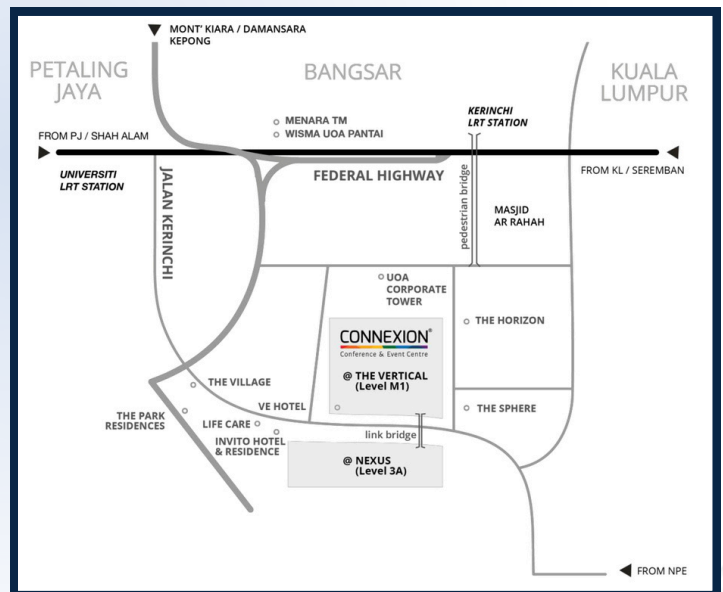 MONT' KIARA / DAMANSARA
KEPONG
PETALING
JAYA
BANGSAR
KUALA
LUMPUR
MENARA TM
WISMA UOA PANTAI
KERINCHI
LRT STATION
FROM PJ / SHAH ALAM
FROM KL / SEREMBAN
UNIVERSITI
LRT STATION
JALAN KERINCHI
FEDERAL HIGHWAY
pedestrian bridge
MASJID
AR RAHAH
UOA
CORPORATE
TOWER
CONNEXION®
Conference & Event Centre
@ THE VERTICAL
(Level M1)
THE HORIZON
THE VILLAGE
VE HOTEL
THE SPHERE
THE PARK
RESIDENCES
LIFE CARE
INVITO HOTEL
& RESIDENCE
link bridge
@ NEXUS
(Level 3A)
FROM NPE